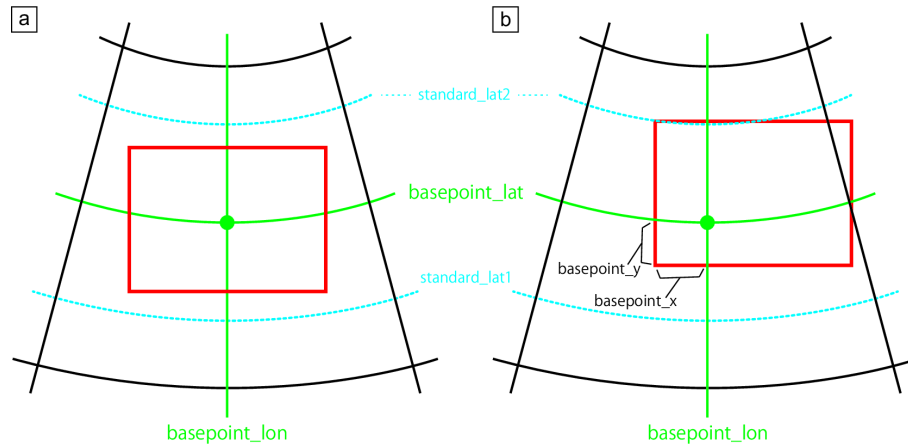 a
b
standard_lat2
basepoint_lat
basepoint_y
standard_lat1
basepoint_x
basepoint_lon
basepoint_lon